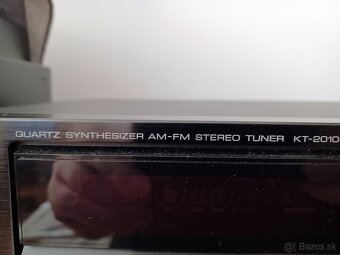 QUARTZ SYNTHESIZER AM-FM STEREO TUNER KT-2010
bazos.sk